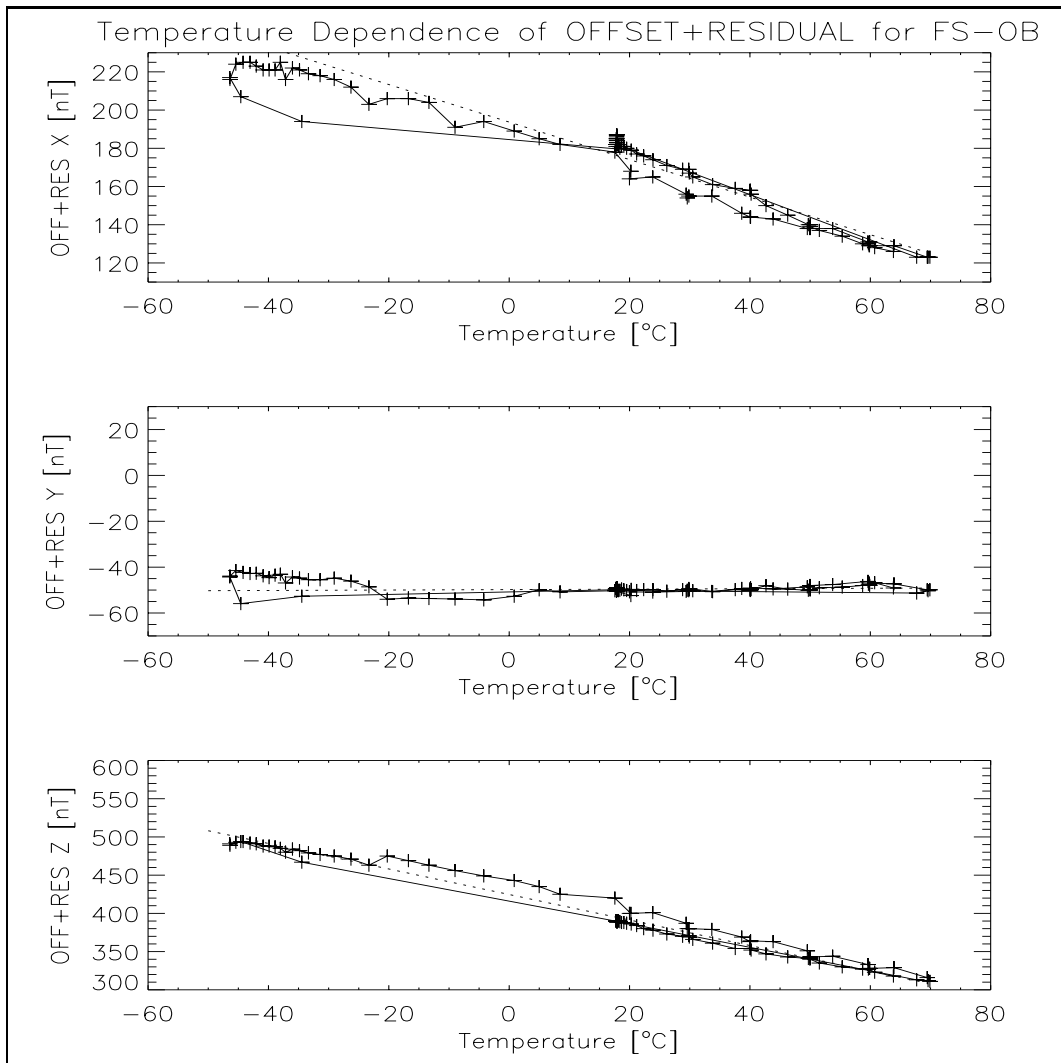 Temperature Dependence of OFFSET+RESIDUAL for FS-OB
OFF+RES X [nT]
220
200
180
160
140
120
-60 -40 -20 0 20 40 60 80
Temperature [°C]
OFF+RES Y [nT]
20
0
-20
-40
-60
-60 -40 -20 0 20 40 60 80
Temperature [°C]
OFF+RES Z [nT]
600
550
500
450
400
350
300
-60 -40 -20 0 20 40 60 80
Temperature [°C]